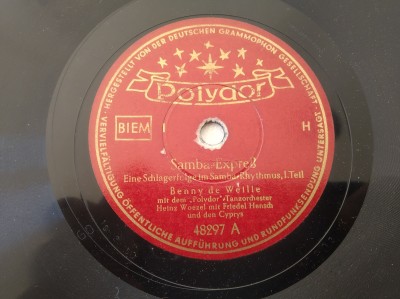 HERGESTELLT VON DER DEUTSCHEN GRAMMOPHON GESELLSCHAFT
Polydor
BIEM
H
Samba-Expreß
Eine Schlagerfolge im Samba-Rhythmus, I. Teil
Benny de Weille
mit dem „Polydor"-Tanzorchester
Heinz Woezel mit Friedel Hensch
und den Cyprys
48297 A
VERVIELFÄLTIGUNG ÖFFENTLICHE AUFFÜHRUNG UND RUNDFUNKSENDUNG UNTERSAGT